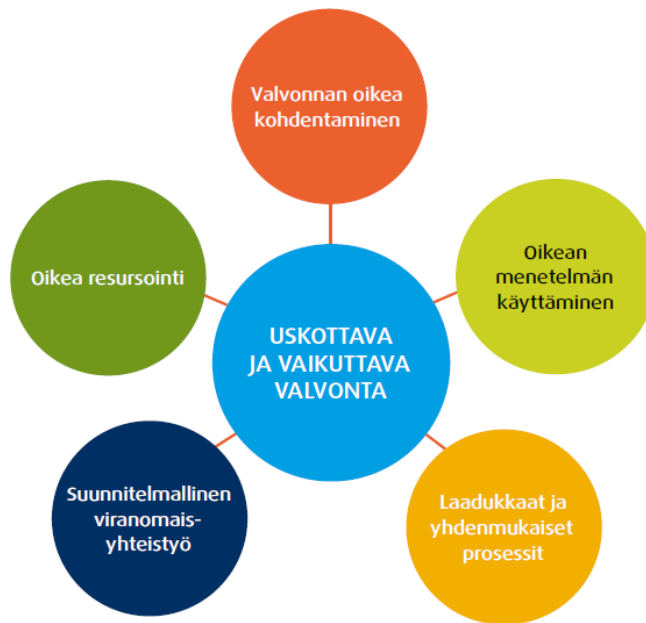 Valvonnan oikea
kohdentaminen
Oikean
menetelmän
käyttäminen
Oikea resursointi
USKOTTAVA
JA VAIKUTTAVA
VALVONTA
Suunnitelmallinen
viranomais-
yhteistyö
Laadukkaat ja
yhdenmukaiset
prosessit